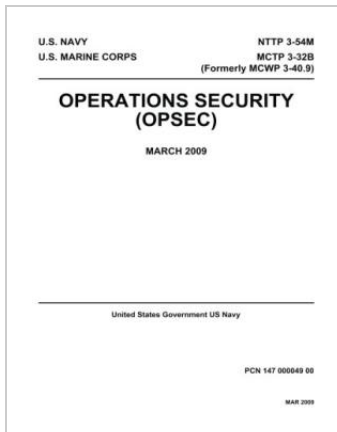 U.S. NAVY NTTP 3-54M
U.S. MARINE CORPS MCTP 3-32B
(Formerly MCWP 3-40.9)
OPERATIONS SECURITY
(OPSEC)
MARCH 2009
United States Government US Navy
PCN 147 000049 00
MAR 2009